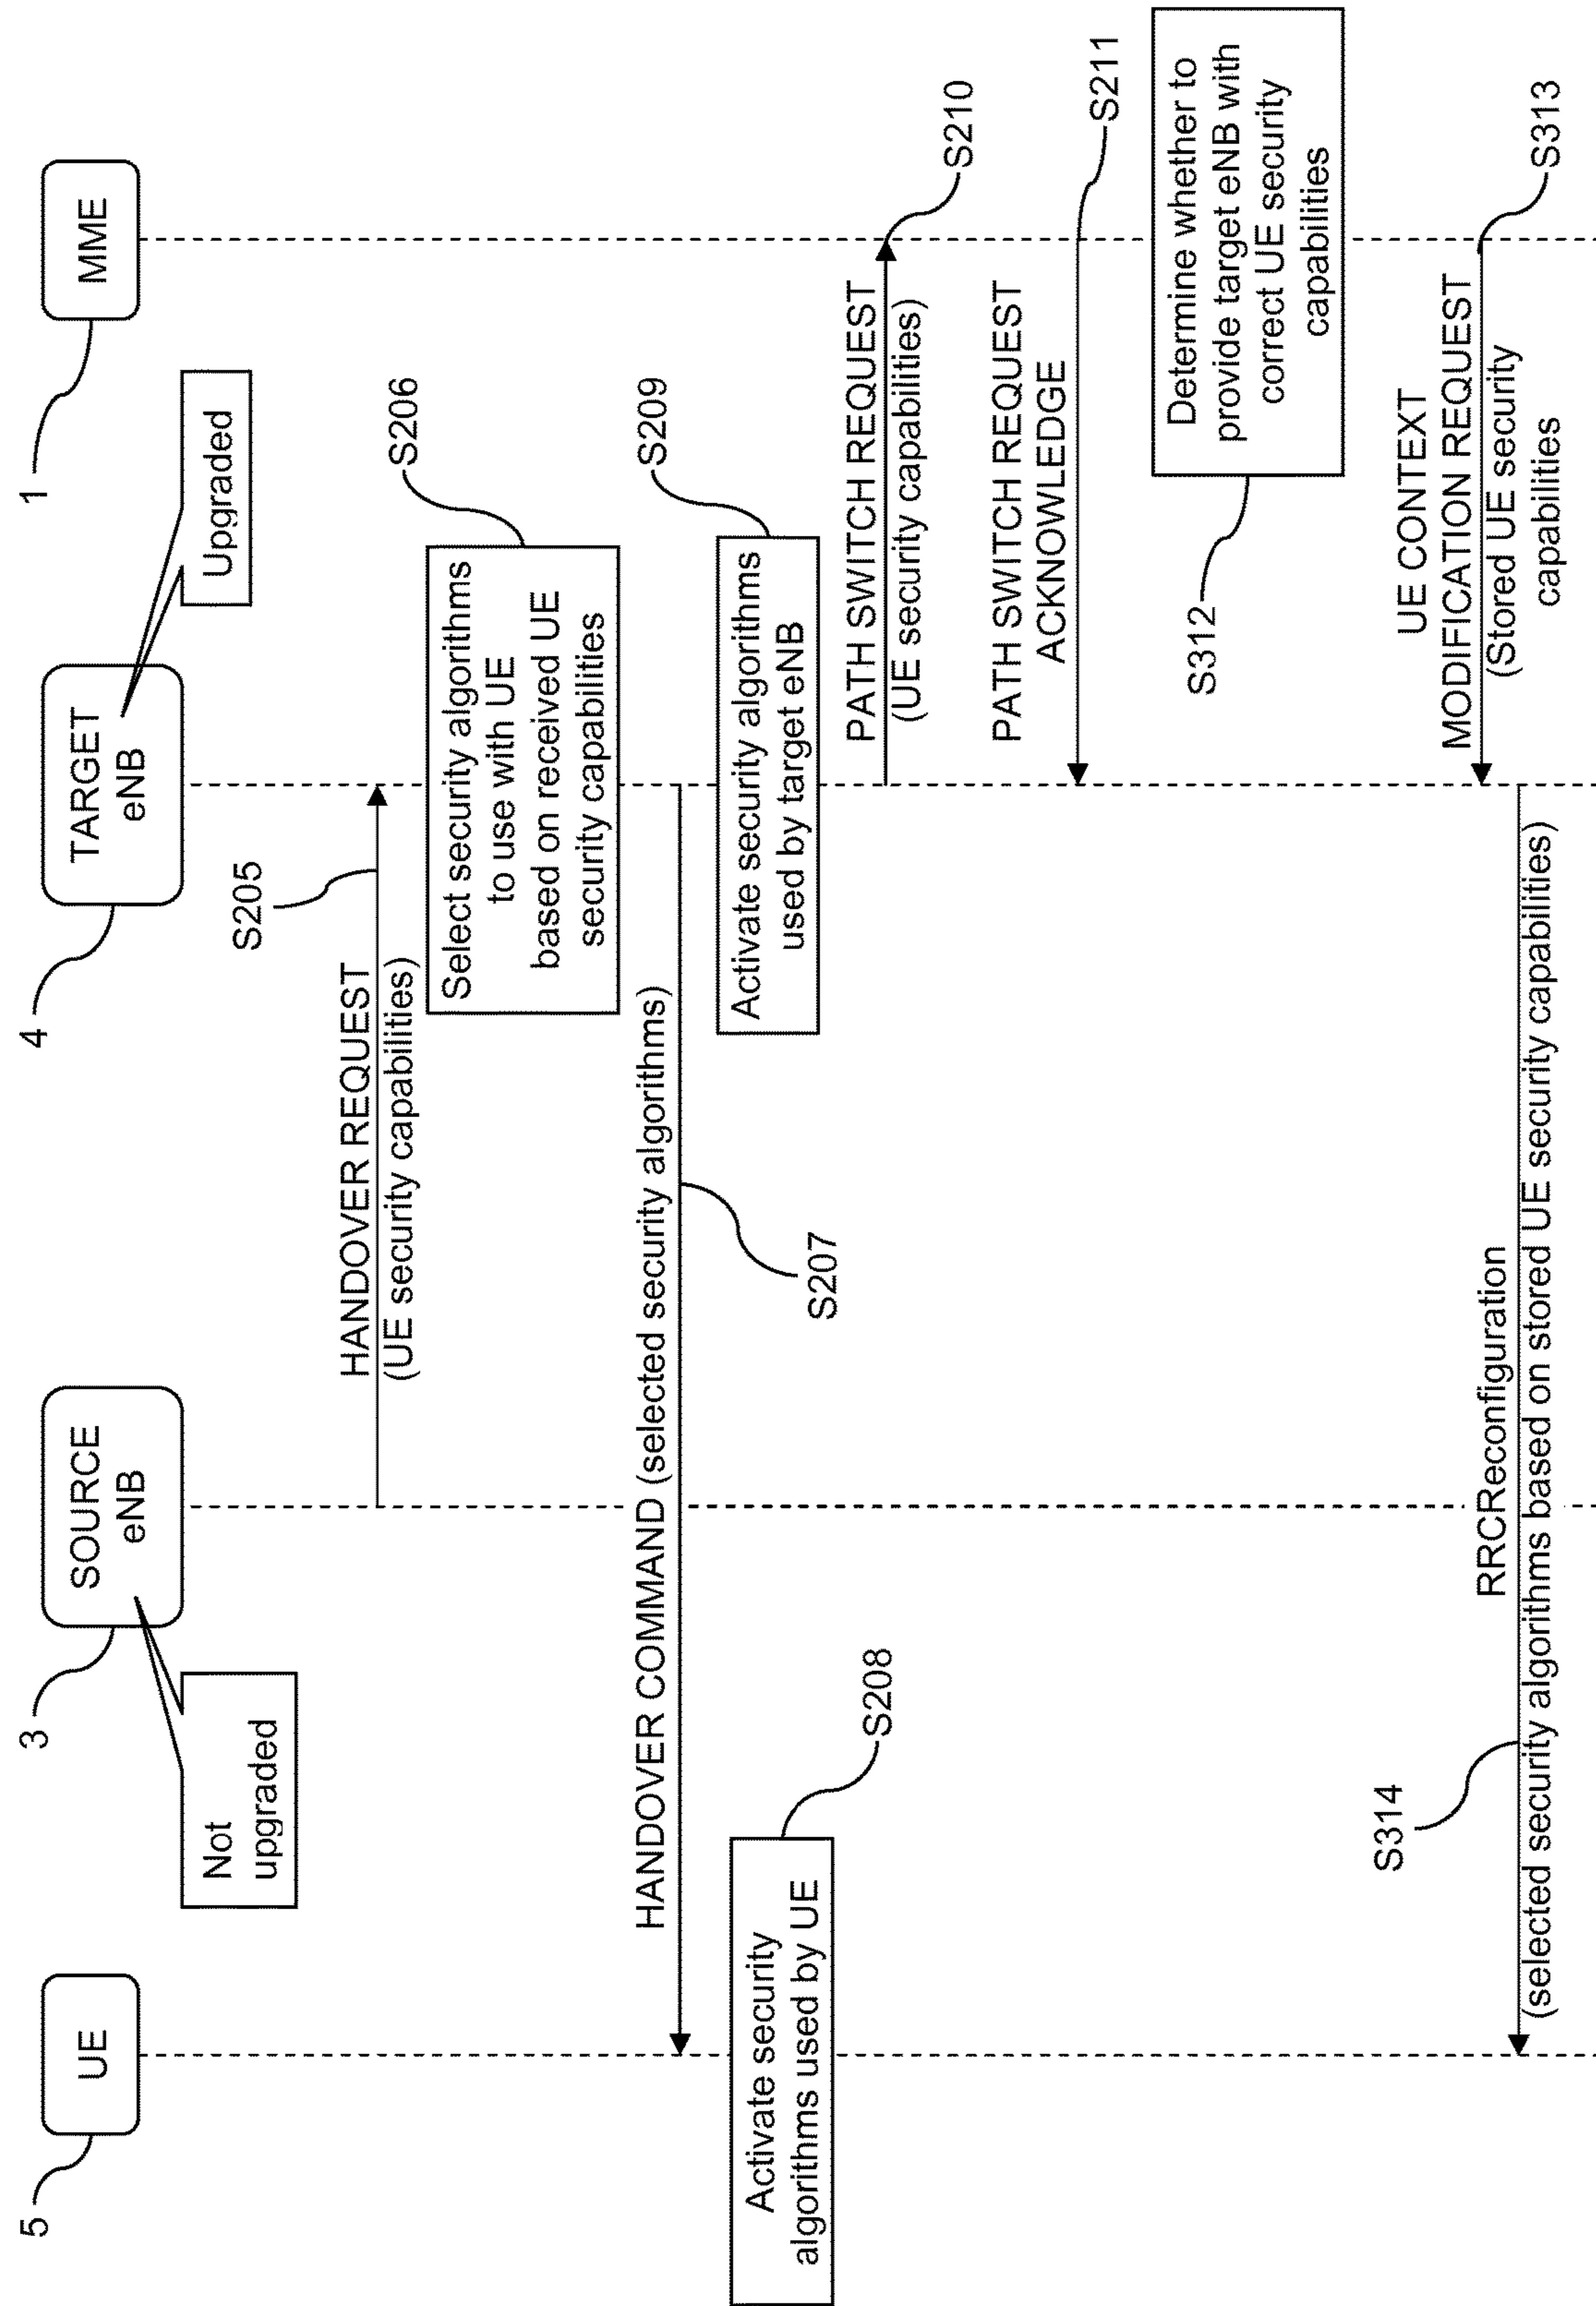 5
UE
3
SOURCE
eNB
Not
upgraded
4
TARGET
eNB
Upgraded
1
MME
HANDOVER REQUEST
(UE security capabilities)
S205
Select security algorithms
to use with UE
based on received UE
security capabilities
S206
HANDOVER COMMAND (selected security algorithms)
S207
Activate security
algorithms used by UE
S208
Activate security algorithms
used by target eNB
S209
PATH SWITCH REQUEST
(UE security capabilities)
S210
PATH SWITCH REQUEST
ACKNOWLEDGE
S211
Determine whether to
provide target eNB with
correct UE security
capabilities
S312
UE CONTEXT
MODIFICATION REQUEST
(Stored UE security
capabilities)
S313
RRCReconfiguration
(selected security algorithms based on stored UE security capabilities)
S314